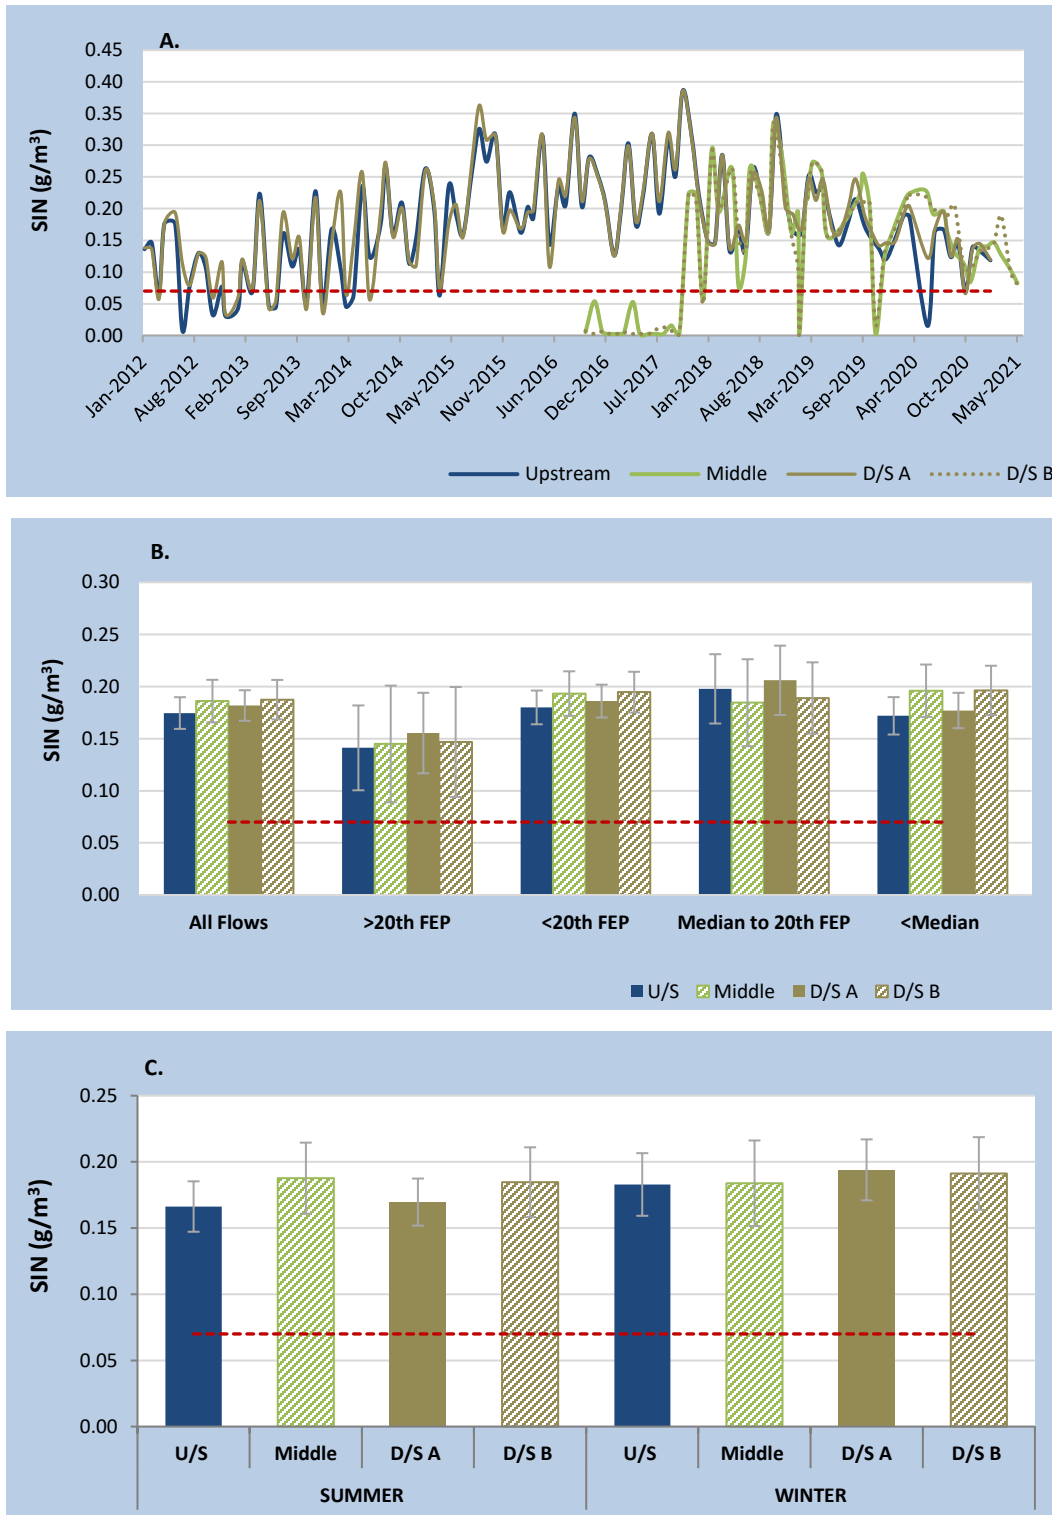 A.
SIN (g/m³)
0.45
0.40
0.35
0.30
0.25
0.20
0.15
0.10
0.05
0.00
Jan-2012
Aug-2012
Feb-2013
Sep-2013
Mar-2014
Oct-2014
May-2015
Nov-2015
Jun-2016
Dec-2016
Jul-2017
Jan-2018
Aug-2018
Mar-2019
Sep-2019
Apr-2020
Oct-2020
May-2021
Upstream Middle D/S A D/S B
B.
SIN (g/m³)
0.30
0.25
0.20
0.15
0.10
0.05
0.00
All Flows >20th FEP <20th FEP Median to 20th FEP <Median
U/S Middle D/S A D/S B
C.
SIN (g/m³)
0.25
0.20
0.15
0.10
0.05
0.00
U/S Middle D/S A D/S B U/S Middle D/S A D/S B
SUMMER WINTER